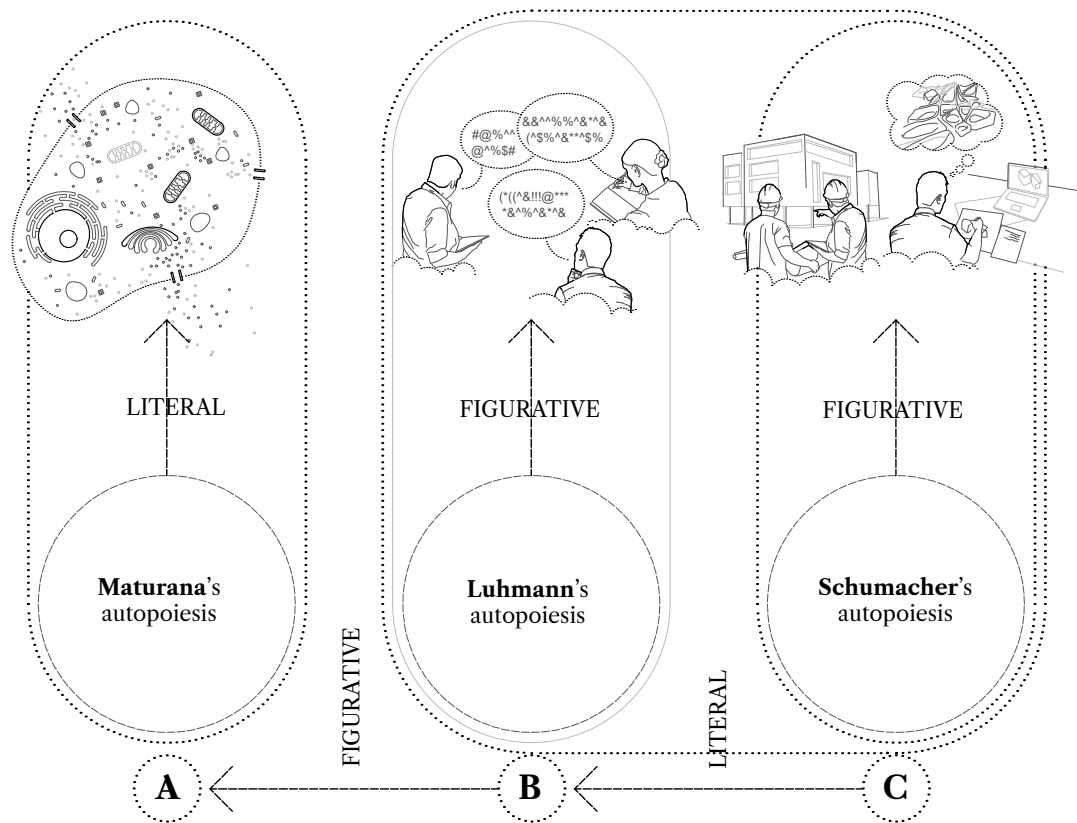 #@%^^
@^%$#
&&^^%%^&*^&
(^$%^&**^$%
(*((^&!!!@***
*&^%^&*^&
LITERAL
FIGURATIVE
FIGURATIVE
Maturana's
autopoiesis
Luhmann's
autopoiesis
Schumacher's
autopoiesis
FIGURATIVE
LITERAL
A
B
C